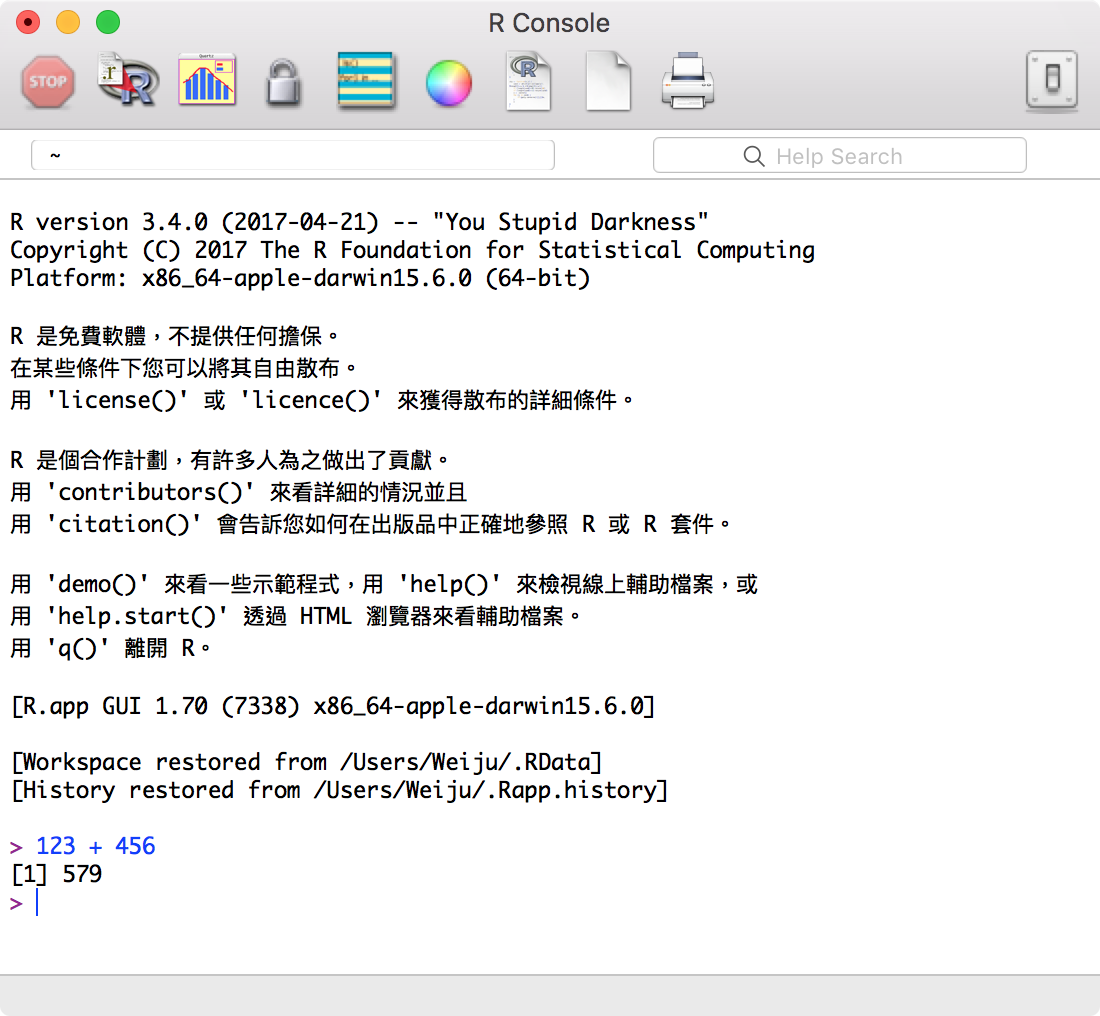 R Console
STOP
~
Help Search
R version 3.4.0 (2017-04-21) -- "You Stupid Darkness"
Copyright (C) 2017 The R Foundation for Statistical Computing
Platform: x86_64-apple-darwin15.6.0 (64-bit)
R 是免費軟體，不提供任何擔保。
在某些條件下您可以將其自由散布。
用 'license()' 或 'licence()' 來獲得散布的詳細條件。
R 是個合作計劃，有許多人為之做出了貢獻。
用 'contributors()' 來看詳細的情況並且
用 'citation()' 會告訴您如何在出版品中正確地參照 R 或 R 套件。
用 'demo()' 來看一些示範程式，用 'help()' 來檢視線上輔助檔案，或
用 'help.start()' 透過 HTML 瀏覽器來看輔助檔案。
用 'q()' 離開 R。
[R.app GUI 1.70 (7338) x86_64-apple-darwin15.6.0]
[Workspace restored from /Users/Weiju/.RData]
[History restored from /Users/Weiju/.Rapp.history]
> 123 + 456
[1] 579
>